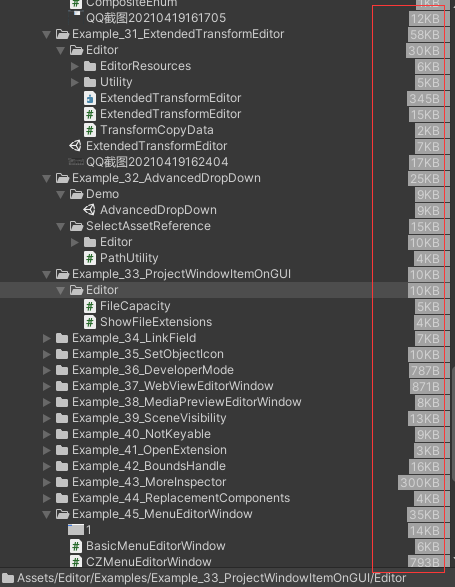 CompositeEnum 1KB
QQ截图20210419161705 12KB
Example_31_ExtendedTransformEditor 58KB
Editor 30KB
EditorResources 6KB
Utility 5KB
ExtendedTransformEditor 345B
ExtendedTransformEditor 15KB
TransformCopyData 2KB
ExtendedTransformEditor 7KB
QQ截图20210419162404 17KB
Example_32_AdvancedDropDown 25KB
Demo 9KB
AdvancedDropDown 9KB
SelectAssetReference 15KB
Editor 10KB
PathUtility 4KB
Example_33_ProjectWindowItemOnGUI 10KB
Editor 10KB
FileCapacity 5KB
ShowFileExtensions 4KB
Example_34_LinkField 7KB
Example_35_SetObjectIcon 10KB
Example_36_DeveloperMode 787B
Example_37_WebViewEditorWindow 871B
Example_38_MediaPreviewEditorWindow 8KB
Example_39_SceneVisibility 13KB
Example_40_NotKeyable 9KB
Example_41_OpenExtension 3KB
Example_42_BoundsHandle 16KB
Example_43_MoreInspector 300KB
Example_44_ReplacementComponents 4KB
Example_45_MenuEditorWindow 35KB
1 14KB
BasicMenuEditorWindow 6KB
CZMenuEditorWindow 793B
Assets/Editor/Examples/Example_33_ProjectWindowItemOnGUI/Editor